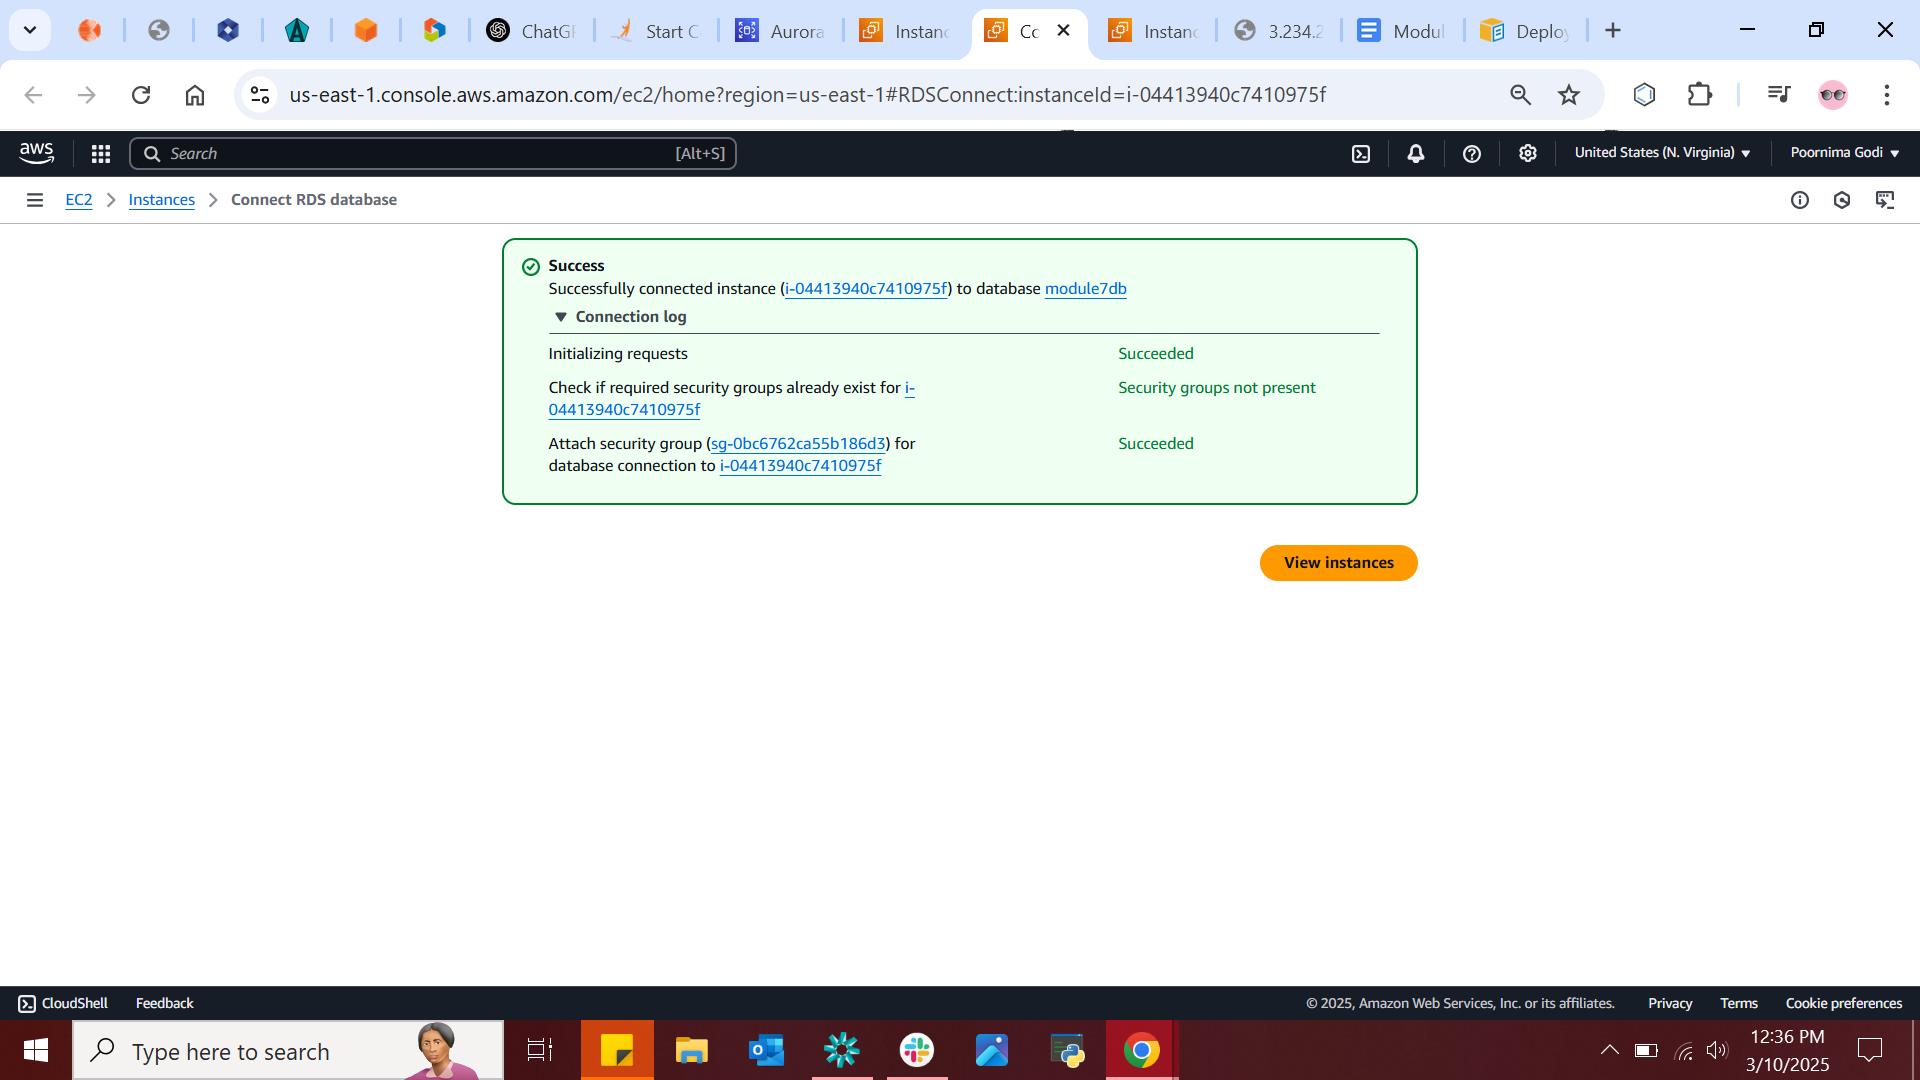 ChatGI
Start C
Aurora
Instanc
Co
Instanc
3.234.2
Modul
Deploy
us-east-1.console.aws.amazon.com/ec2/home?region=us-east-1#RDSConnect:instanceId=i-04413940c7410975f
aws
Search
[Alt+S]
United States (N. Virginia)
Poornima Godi
EC2
Instances
Connect RDS database
Success
Successfully connected instance (i-04413940c7410975f) to database module7db
Connection log
Initializing requests
Succeeded
Check if required security groups already exist for i-
04413940c7410975f
Security groups not present
Attach security group (sg-0bc6762ca55b186d3) for
database connection to i-04413940c7410975f
Succeeded
View instances
CloudShell
Feedback
© 2025, Amazon Web Services, Inc. or its affiliates.
Privacy
Terms
Cookie preferences
Type here to search
12:36 PM
3/10/2025